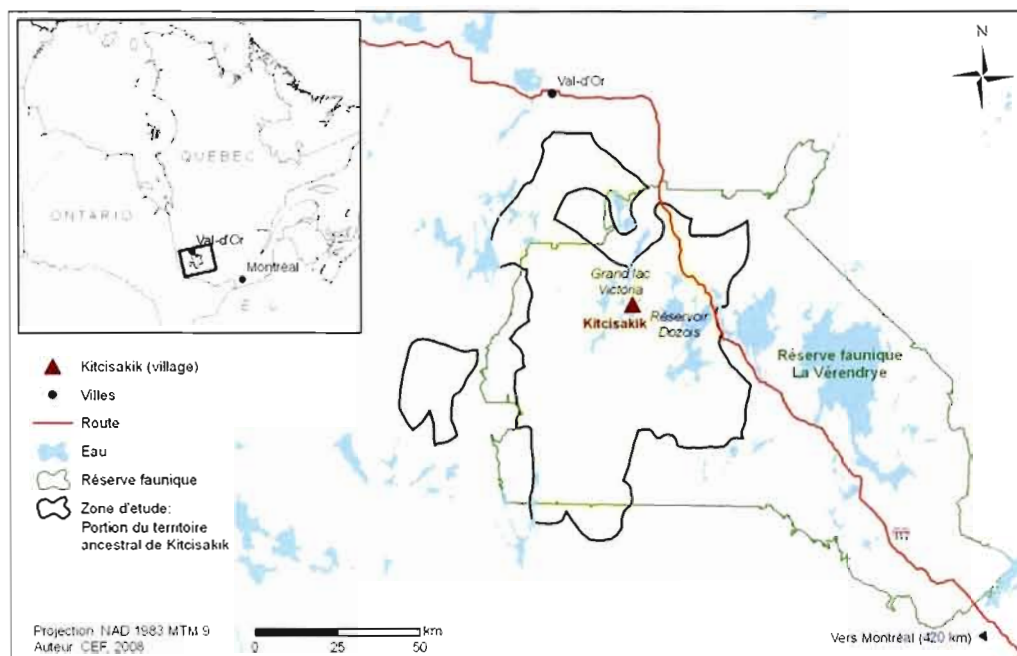 QUEBEC
ONTARIO
Val-d'Or
Montréal
N
Val-d'Or
Grand lac
Victoria
Kitcisakik
Réservoir
Dozois
Réserve faunique
La Vérendrye
117
Kitcisakik (village)
Villes
Route
Eau
Réserve faunique
Zone d'étude:
Portion du territoire
ancestral de Kitcisakik
Projection NAD 1983 MTM 9
Auteur CEF, 2008
km
0 25 50
Vers Montréal (420 km)